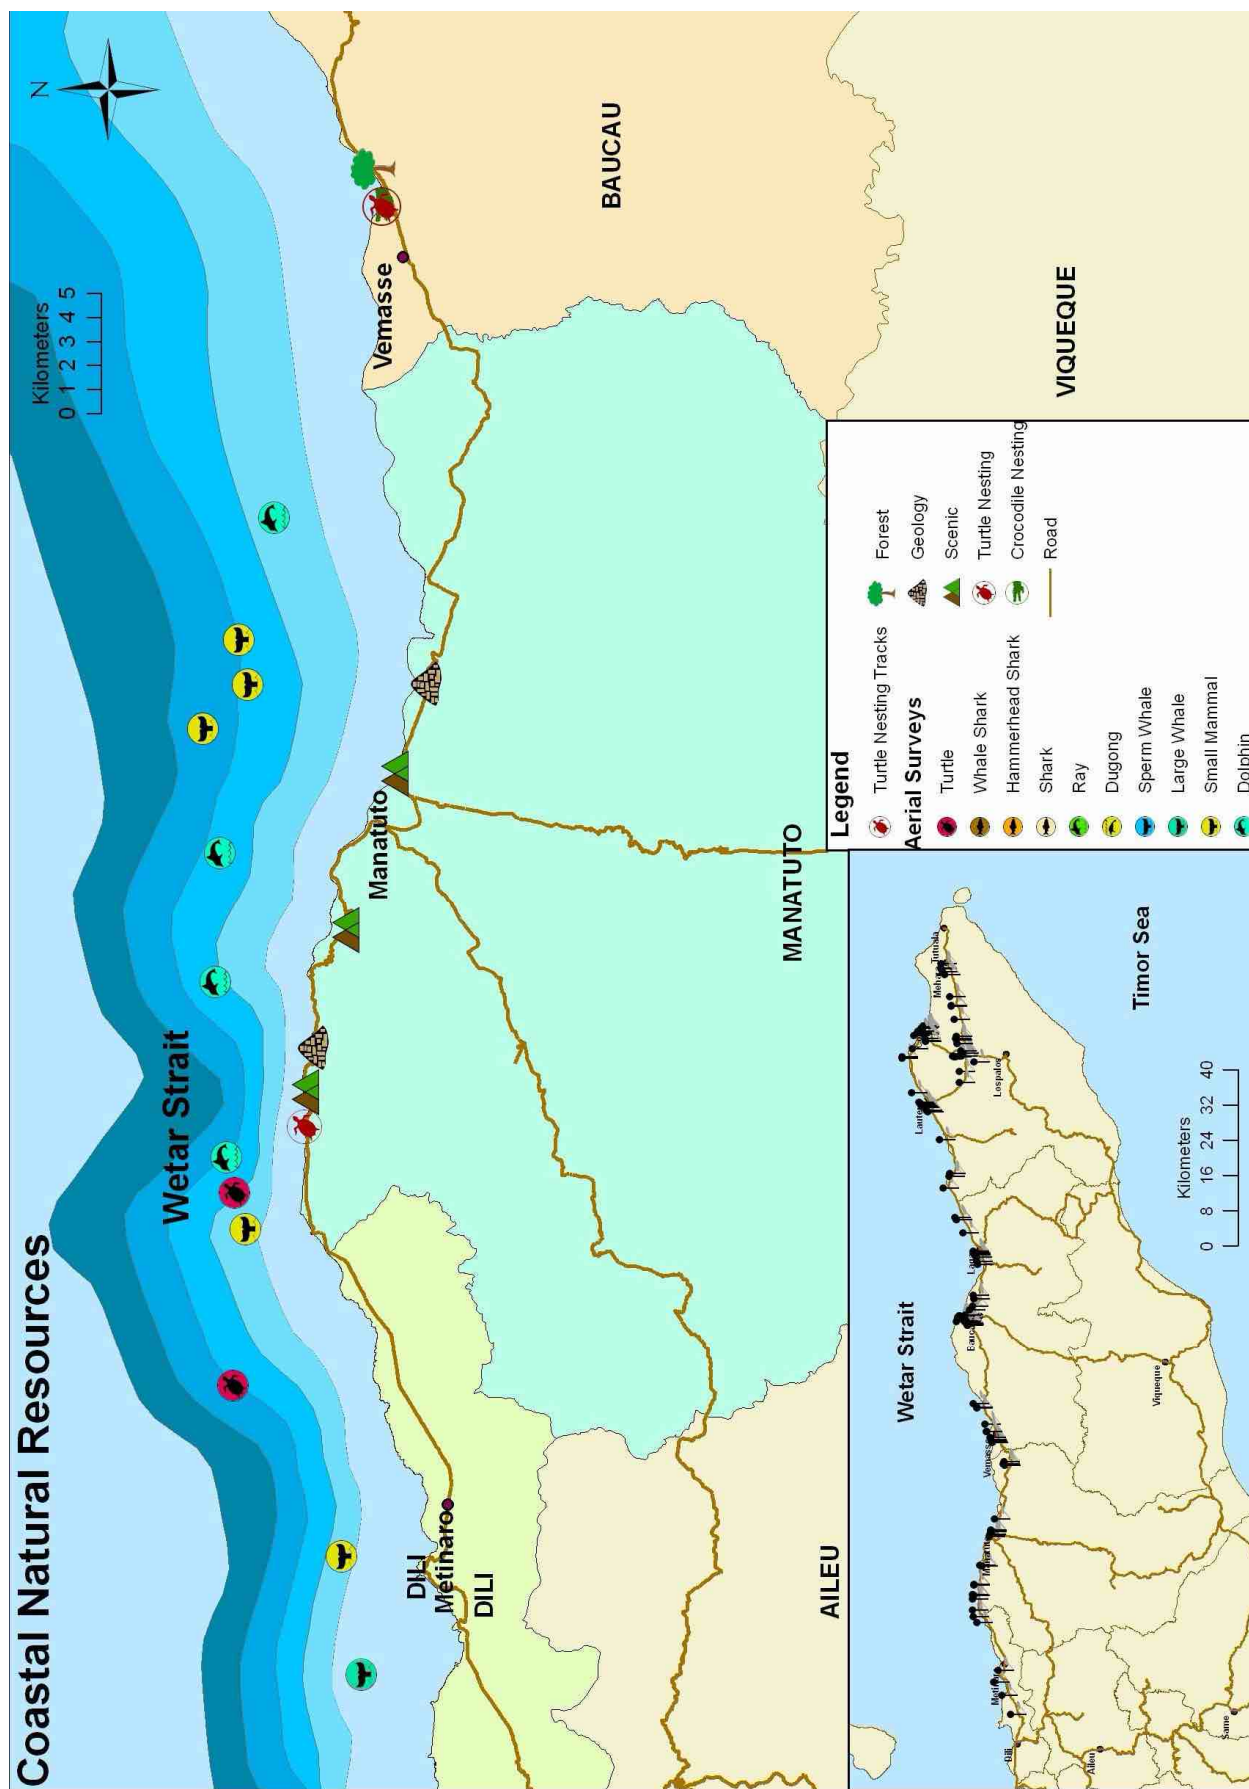 Coastal Natural Resources
N
Kilometers
0 1 2 3 4 5
Wetar Strait
Vemasse
BAUCAU
Manatuto
MANATUTO
VIQUEQUE
DILI
Metinaro
DILI
AILEU
Legend
Turtle Nesting Tracks
Aerial Surveys
Turtle
Whale Shark
Hammerhead Shark
Shark
Ray
Dugong
Sperm Whale
Large Whale
Small Mammal
Dolphin
Forest
Geology
Scenic
Turtle Nesting
Crocodile Nesting
Road
Wetar Strait
Timor Sea
Kilometers
0 8 16 24 32 40
Tutuala
Lospalos
Viqueque
Dili
Aileu
Same